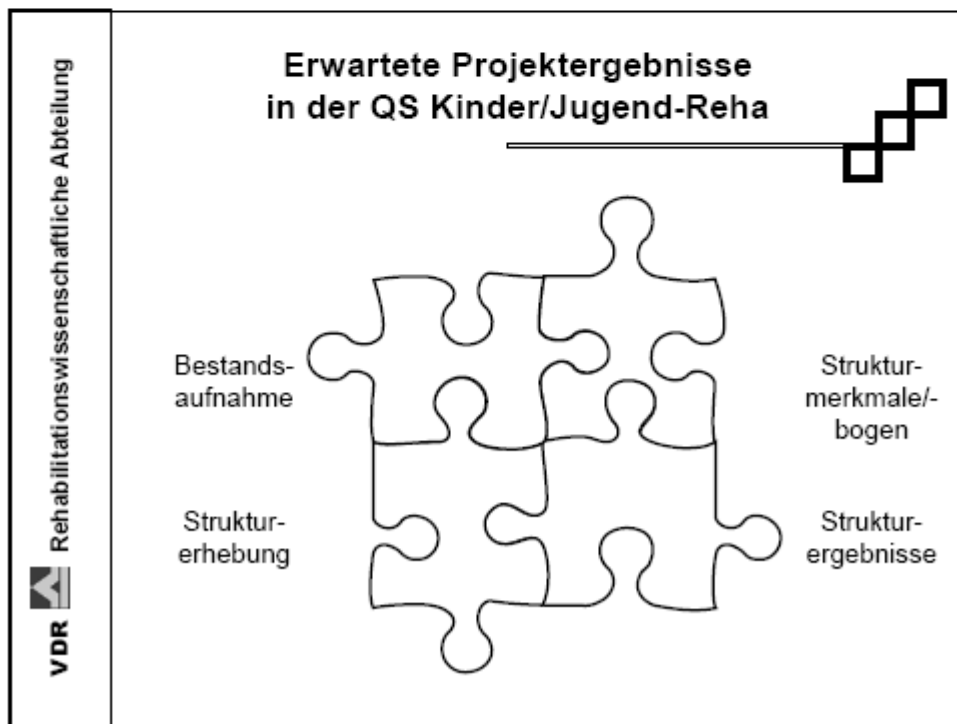 Erwartete Projektergebnisse
in der QS Kinder/Jugend-Reha
Bestands-
aufnahme
Struktur-
merkmale/-
bogen
Struktur-
erhebung
Struktur-
ergebnisse
VDR Rehabilitationswissenschaftliche Abteilung